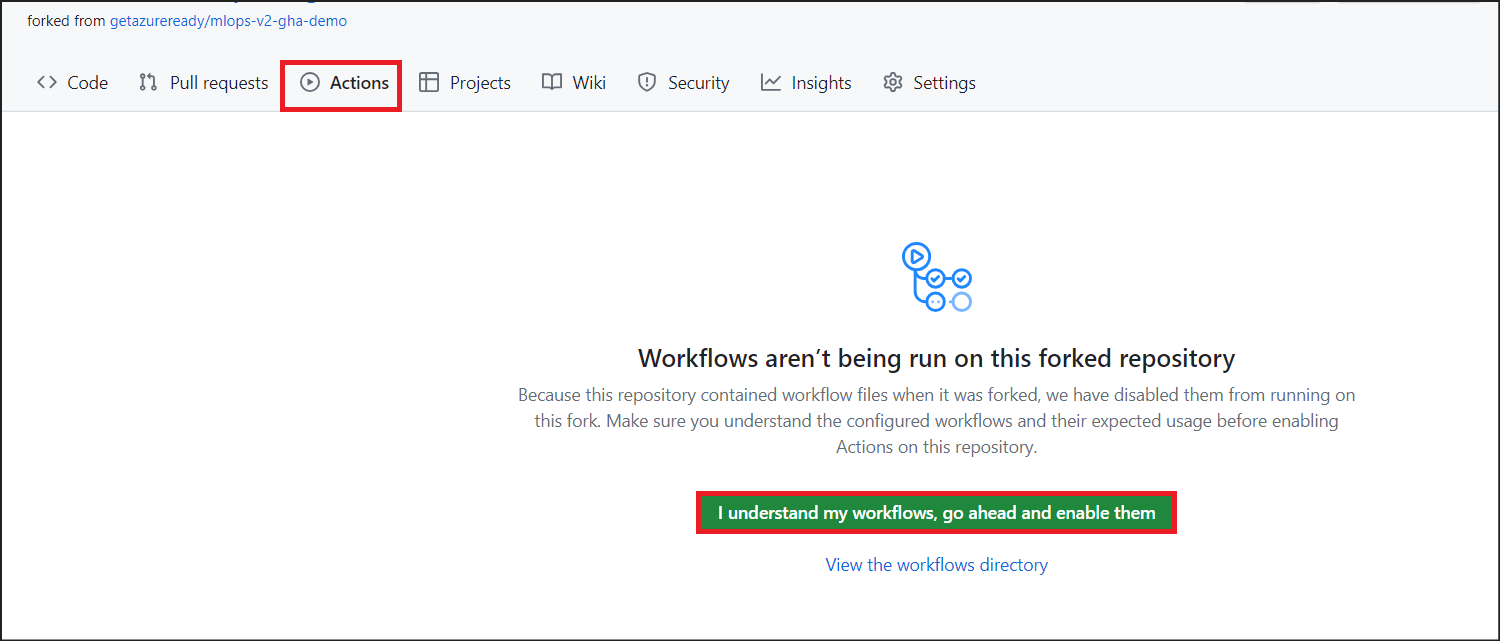 forked from getazureready/mlops-v2-gha-demo
Code Pull requests Actions Projects Wiki Security Insights Settings
Workflows aren’t being run on this forked repository
Because this repository contained workflow files when it was forked, we have disabled them from running on
this fork. Make sure you understand the configured workflows and their expected usage before enabling
Actions on this repository.
I understand my workflows, go ahead and enable them
View the workflows directory